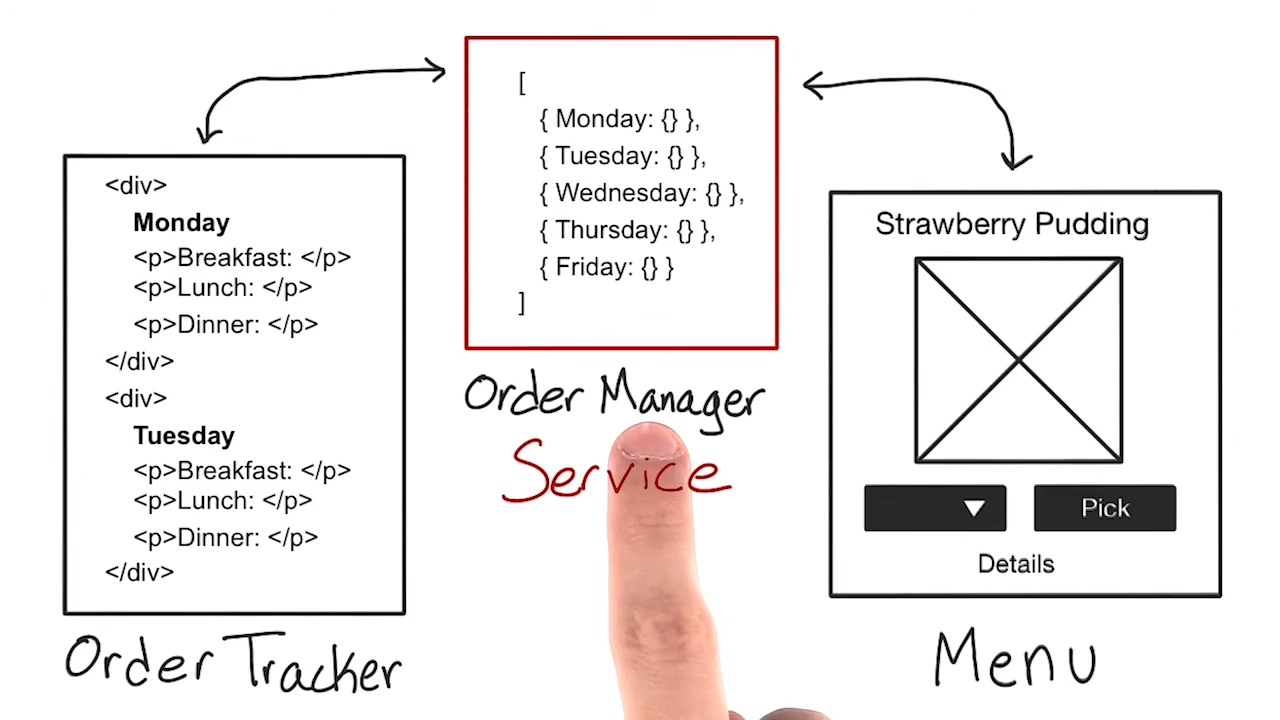 <div>
Monday
<p>Breakfast: </p>
<p>Lunch: </p>
<p>Dinner: </p>
</div>
<div>
Tuesday
<p>Breakfast: </p>
<p>Lunch: </p>
<p>Dinner: </p>
</div>
Order Tracker
[
{ Monday: {} },
{ Tuesday: {} },
{ Wednesday: {} },
{ Thursday: {} },
{ Friday: {} }
]
Order Manager
Service
Strawberry Pudding
Pick
Details
Menu